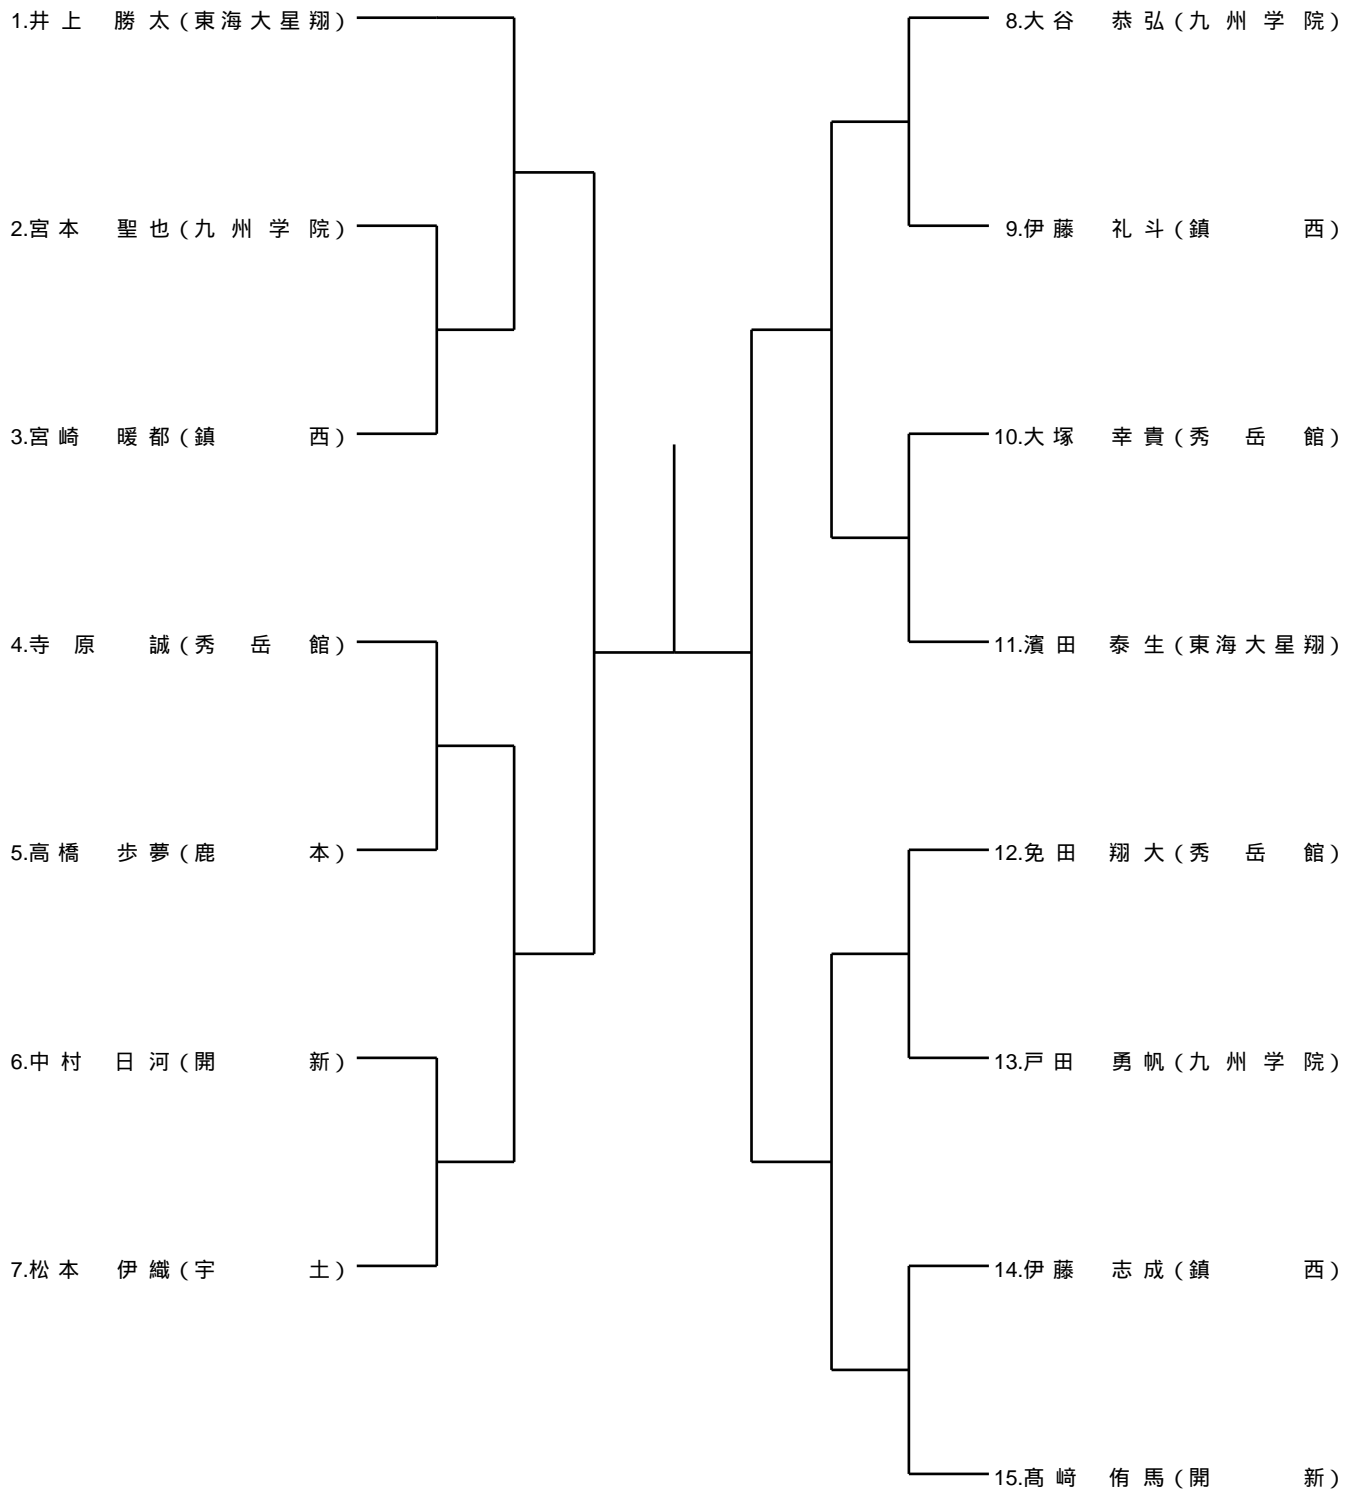 1.井上 勝太(東海大星翔)
2.宮本 聖也(九州学院)
3.宮崎 暖都(鎮西)
4.寺原 誠(秀岳館)
5.高橋 歩夢(鹿本)
6.中村 日河(開新)
7.松本 伊織(宇土)
8.大谷 恭弘(九州学院)
9.伊藤 礼斗(鎮西)
10.大塚 幸貴(秀岳館)
11.濱田 泰生(東海大星翔)
12.免田 翔大(秀岳館)
13.戸田 勇帆(九州学院)
14.伊藤 志成(鎮西)
15.髙﨑 侑馬(開新)